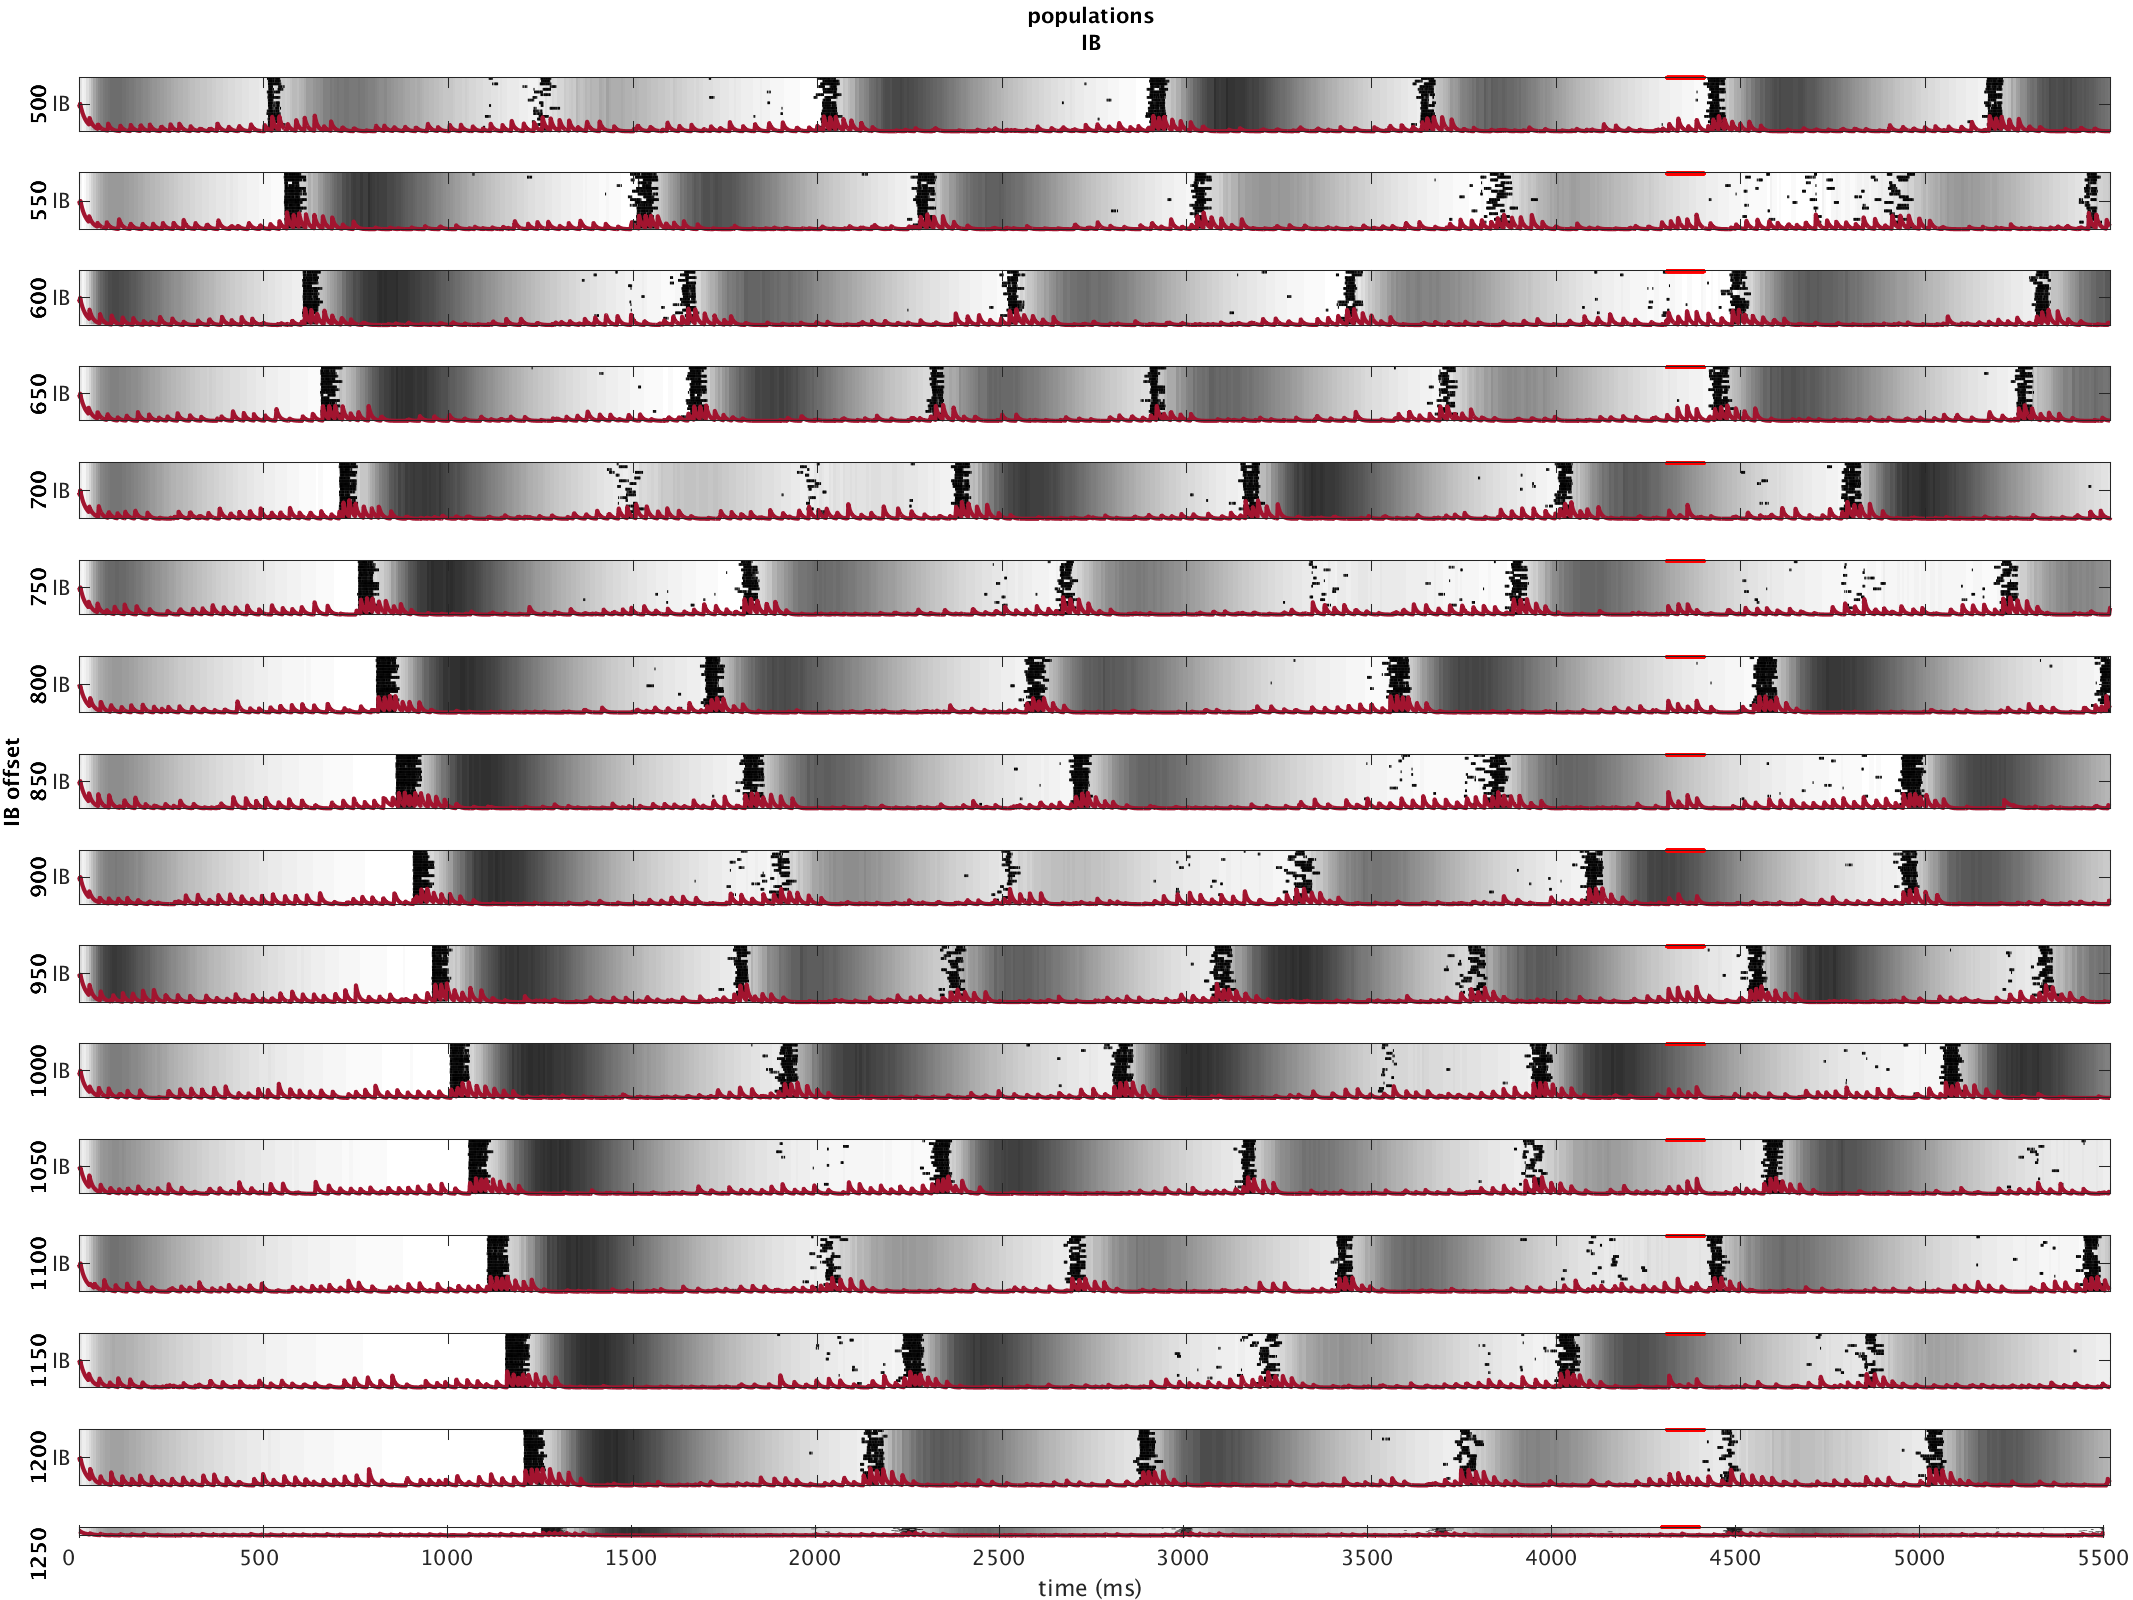 populations
IB
500 IB
550 IB
600 IB
650 IB
700 IB
750 IB
800 IB
850 IB
900 IB
950 IB
1000 IB
1050 IB
1100 IB
1150 IB
1200 IB
1250
IB offset
0 500 1000 1500 2000 2500 3000 3500 4000 4500 5000 5500
time (ms)